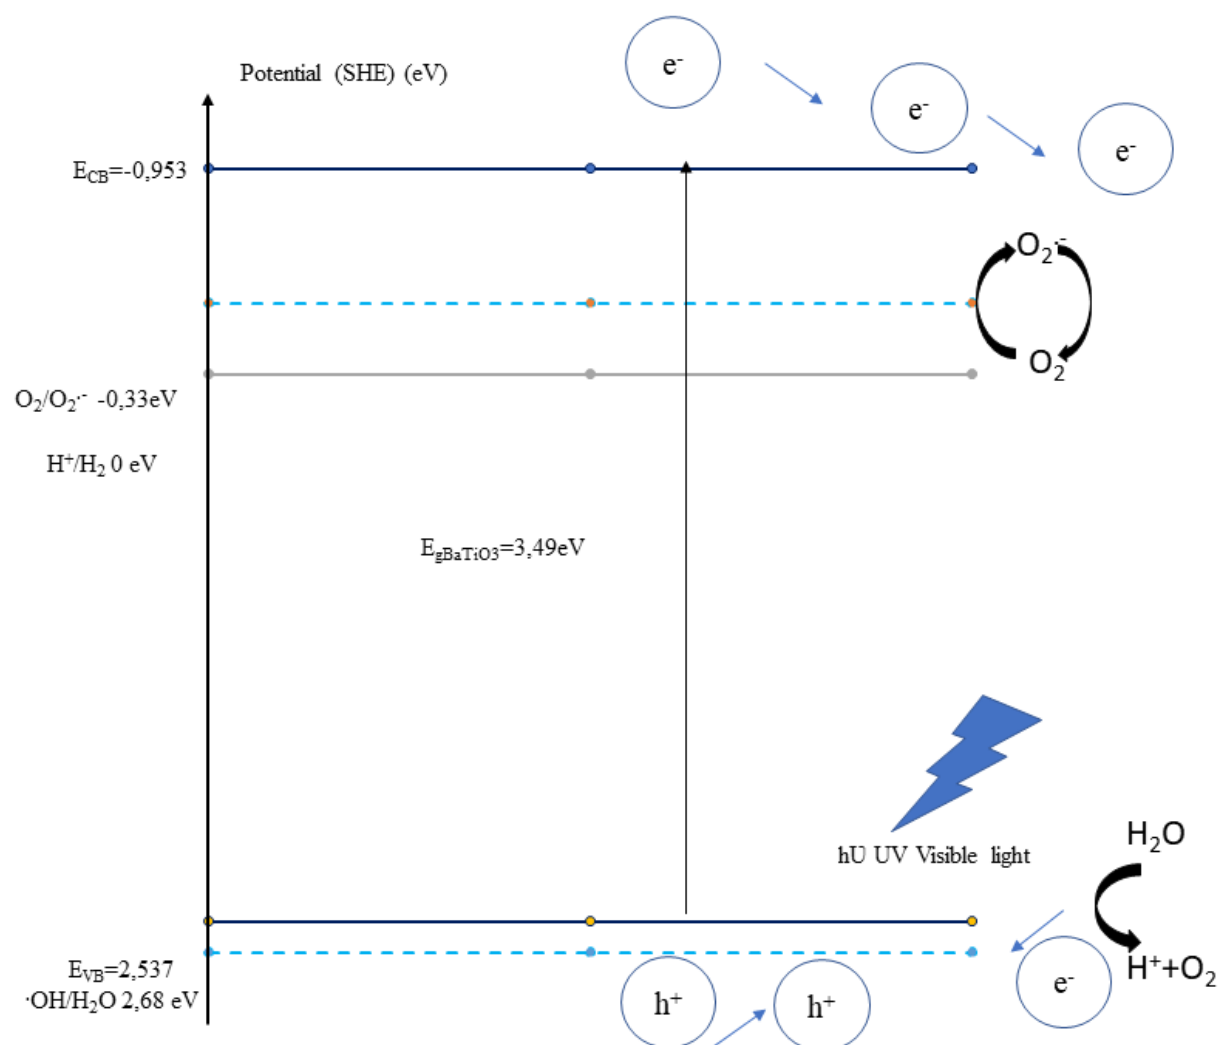 Potential (SHE) (eV)
e⁻
e⁻
e⁻
E_CB=-0,953
O₂·⁻
O₂
O₂/O₂·⁻ -0,33eV
H⁺/H₂ 0 eV
E_gBaTiO3=3,49eV
hU UV Visible light
H₂O
H⁺+O₂
E_VB=2,537
·OH/H₂O 2,68 eV
e⁻
h⁺
h⁺